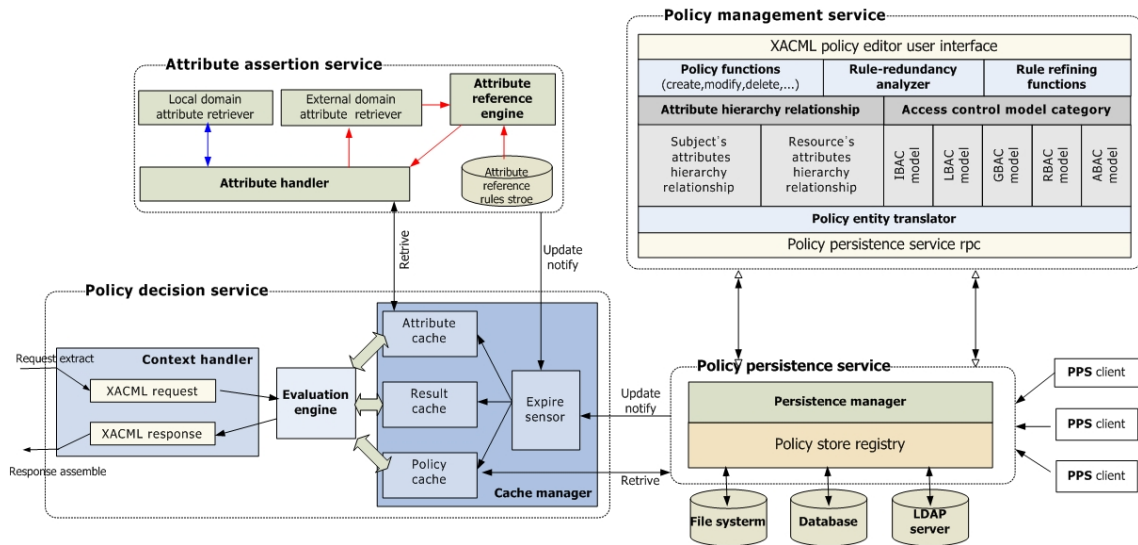 Policy management service
XACML policy editor user interface
Policy functions
(create,modify,delete,...)
Rule-redundancy
analyzer
Rule refining
functions
Attribute hierarchy relationship
Access control model category
Subject's
attributes
hierarchy
relationship
Resource's
attributes
hierarchy
relationship
IBAC
model
LBAC
model
GBAC
model
RBAC
model
ABAC
model
Policy entity translator
Policy persistence service rpc
Attribute assertion service
Local domain
attribute retriever
External domain
attribute retriever
Attribute
reference
engine
Attribute handler
Attribute
reference
rules stroe
Retrive
Update
notify
Policy decision service
Request extract
Context handler
XACML request
XACML response
Response assemble
Evaluation
engine
Attribute
cache
Result
cache
Policy
cache
Expire
sensor
Cache manager
Update
notify
Retrive
Policy persistence service
Persistence manager
Policy store registry
File systerm
Database
LDAP
server
PPS client
PPS client
PPS client